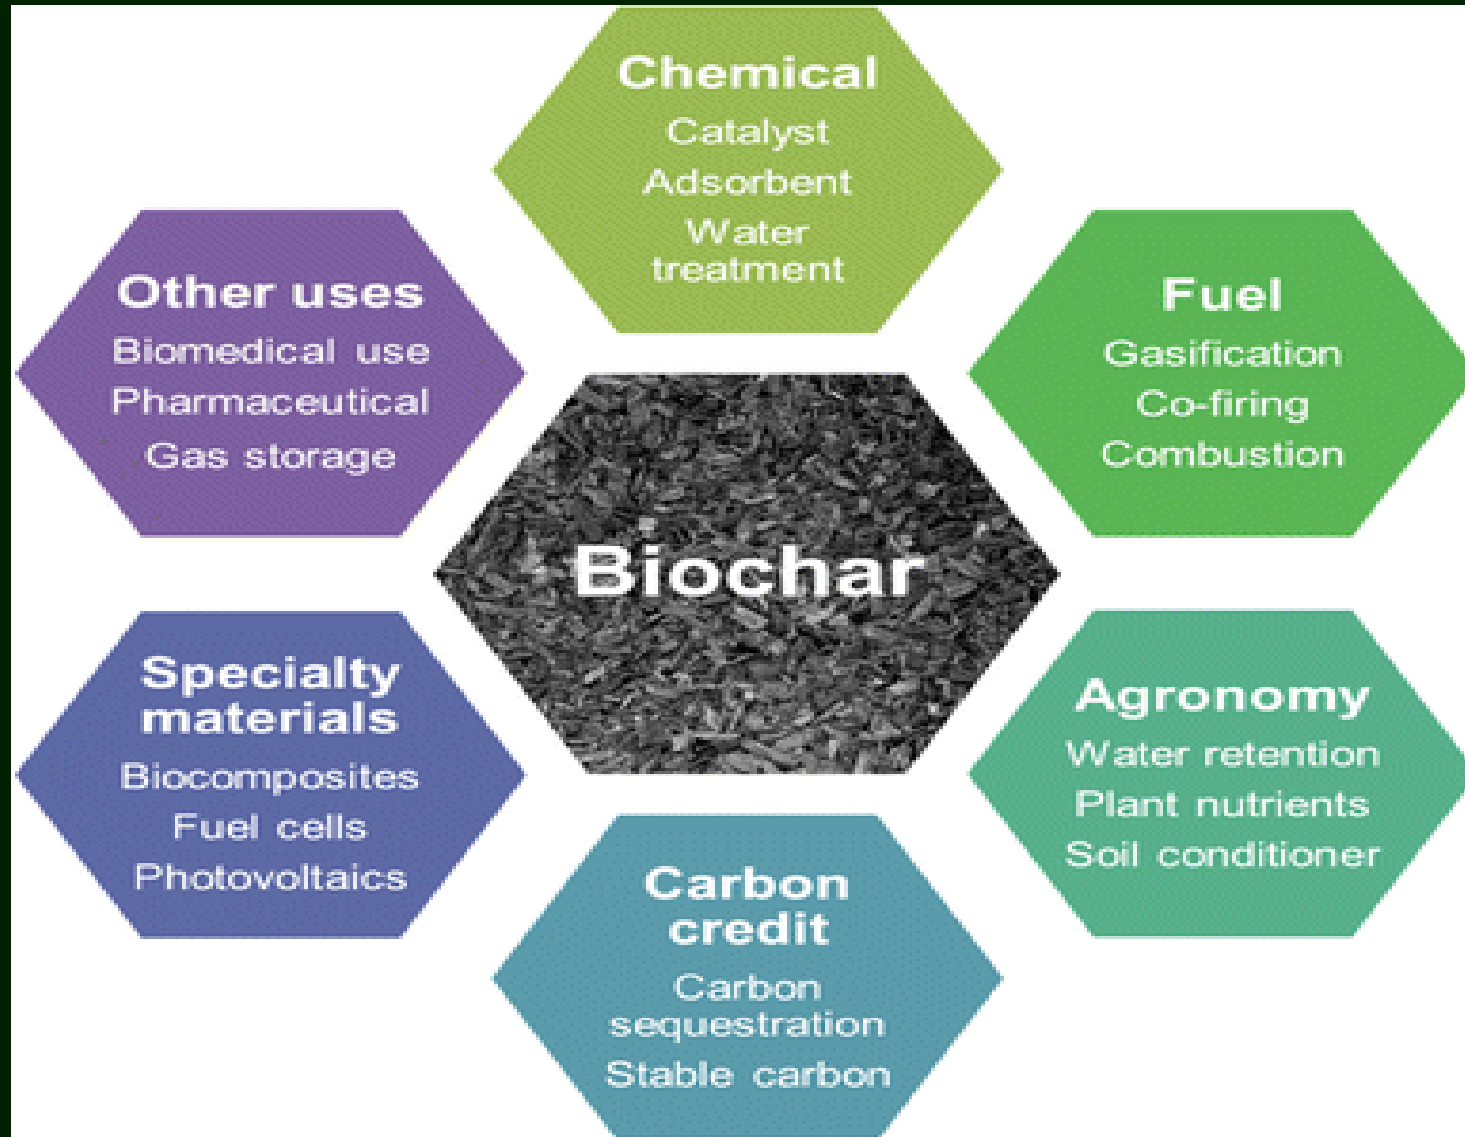 Chemical
Catalyst
Adsorbent
Water
treatment
Other uses
Biomedical use
Pharmaceutical
Gas storage
Fuel
Gasification
Co-firing
Combustion
Biochar
Specialty
materials
Biocomposites
Fuel cells
Photovoltaics
Agronomy
Water retention
Plant nutrients
Soil conditioner
Carbon
credit
Carbon
sequestration
Stable carbon